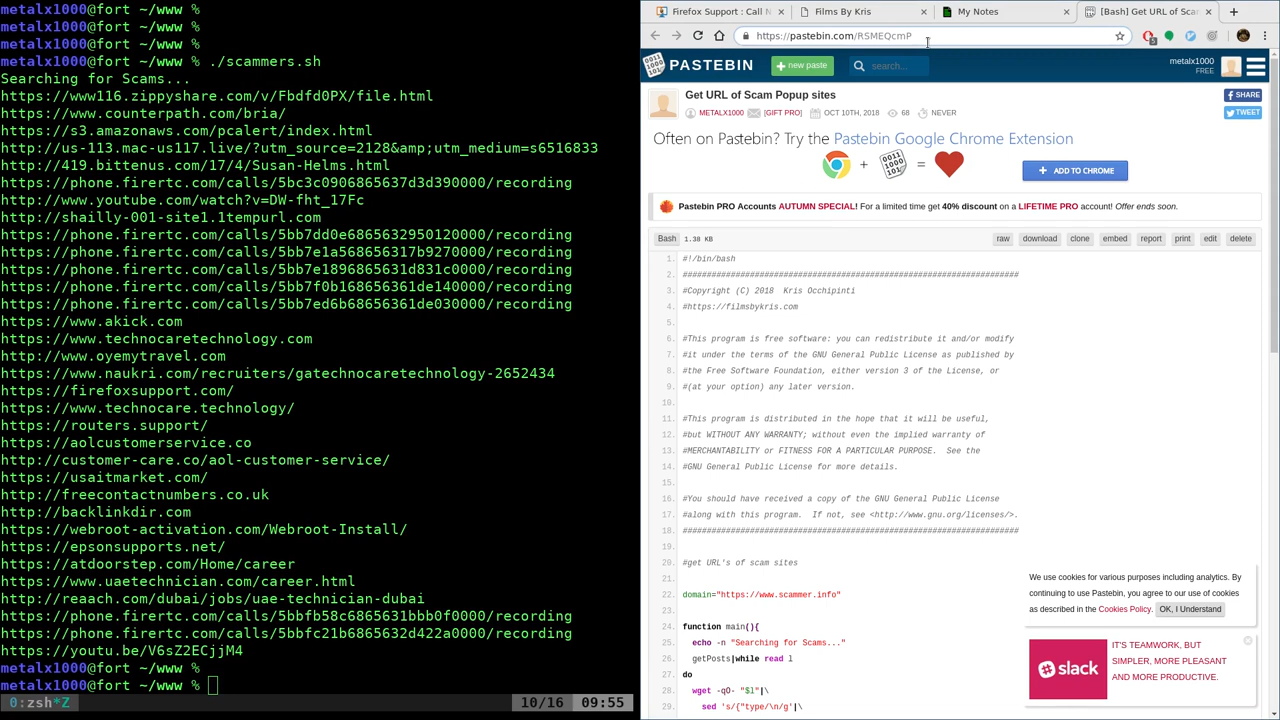 metalx1000@fort ~/www %
metalx1000@fort ~/www %
metalx1000@fort ~/www %
metalx1000@fort ~/www % ./scammers.sh
Searching for Scams...
https://www116.zippyshare.com/v/Fbdfd0PX/file.html
https://www.counterpath.com/bria/
https://s3.amazonaws.com/pcalert/index.html
http://us-113.mac-us117.live/?utm_source=2128&amp;utm_medium=s6516833
http://419.bittenus.com/17/4/Susan-Helms.html
https://phone.firertc.com/calls/5bc3c0906865637d3d390000/recording
http://www.youtube.com/watch?v=DW-fht_17Fc
http://shailly-001-site1.1tempurl.com
https://phone.firertc.com/calls/5bb7dd0e6865632950120000/recording
https://phone.firertc.com/calls/5bb7e1a568656317b9270000/recording
https://phone.firertc.com/calls/5bb7e1896865631d831c0000/recording
https://phone.firertc.com/calls/5bb7f0b168656361de140000/recording
https://phone.firertc.com/calls/5bb7ed6b68656361de030000/recording
https://www.akick.com
https://www.technocaretechnology.com
http://www.oyemytravel.com
https://www.naukri.com/recruiters/gatechnocaretechnology-2652434
https://firefoxsupport.com/
https://www.technocare.technology/
https://routers.support/
https://aolcustomerservice.co
http://customer-care.co/aol-customer-service/
https://usaitmarket.com/
http://freecontactnumbers.co.uk
http://backlinkdir.com
https://webroot-activation.com/Webroot-Install/
https://epsonsupports.net/
https://atdoorstep.com/Home/career
https://www.uaetechnician.com/career.html
http://reaach.com/dubai/jobs/uae-technician-dubai
https://phone.firertc.com/calls/5bbfb58c6865631bbb0f0000/recording
https://phone.firertc.com/calls/5bbfc21b6865632d422a0000/recording
https://youtu.be/V6sZ2ECjjM4
metalx1000@fort ~/www %
metalx1000@fort ~/www %
0:zsh*Z 10/16 09:55
Firefox Support : Call N Films By Kris My Notes [Bash] Get URL of Sca
https://pastebin.com/RSMEQcmP
PASTEBIN + new paste search... metalx1000
FREE
Get URL of Scam Popup sites SHARE
METALX1000 [GIFT PRO] OCT 10TH, 2018 68 NEVER TWEET
Often on Pastebin? Try the Pastebin Google Chrome Extension
+ = + ADD TO CHROME
Pastebin PRO Accounts AUTUMN SPECIAL! For a limited time get 40% discount on a LIFETIME PRO account! Offer ends soon.
Bash 1.38 KB raw download clone embed report print edit delete
1. #!/bin/bash
2. ######################################################################
3. #Copyright (C) 2018  Kris Occhipinti
4. #https://filmsbykris.com
5.
6. #This program is free software: you can redistribute it and/or modify
7. #it under the terms of the GNU General Public License as published by
8. #the Free Software Foundation, either version 3 of the License, or
9. #(at your option) any later version.
10.
11. #This program is distributed in the hope that it will be useful,
12. #but WITHOUT ANY WARRANTY; without even the implied warranty of
13. #MERCHANTABILITY or FITNESS FOR A PARTICULAR PURPOSE.  See the
14. #GNU General Public License for more details.
15.
16. #You should have received a copy of the GNU General Public License
17. #along with this program.  If not, see <http://www.gnu.org/licenses/>.
18. ######################################################################
19.
20. #get URL's of scam sites
21.
22. domain="https://www.scammer.info"
23.
24. function main(){
25. echo -n "Searching for Scams..."
26. getPosts|while read l
27. do
28. wget -qO- "$l"|\
29. sed 's/{"type/\n/g'|\
We use cookies for various purposes including analytics. By
continuing to use Pastebin, you agree to our use of cookies
as described in the Cookies Policy. OK, I Understand
slack
IT'S TEAMWORK, BUT
SIMPLER, MORE PLEASANT
AND MORE PRODUCTIVE.